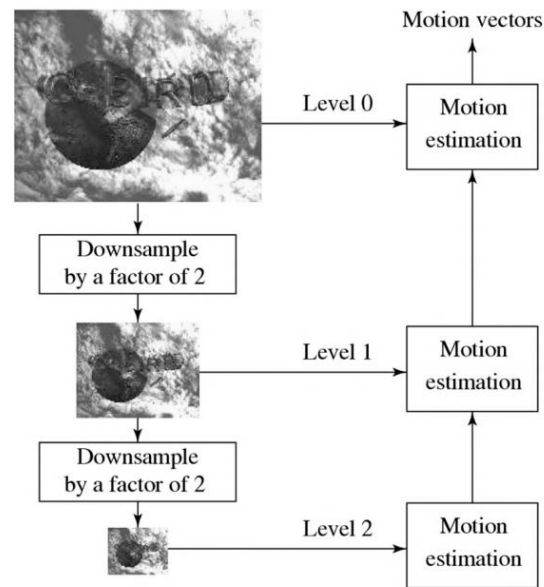 Motion vectors
Level 0
Motion
estimation
Downsample
by a factor of 2
Level 1
Motion
estimation
Downsample
by a factor of 2
Level 2
Motion
estimation